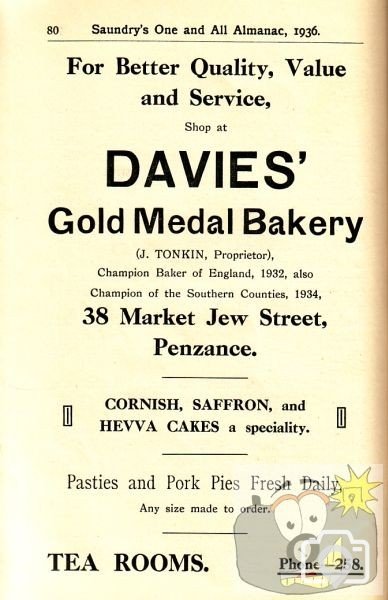 80 Saundry's One and All Almanac, 1936.
For Better Quality, Value
and Service,
Shop at
DAVIES'
Gold Medal Bakery
(J. TONKIN, Proprietor),
Champion Baker of England, 1932, also
Champion of the Southern Counties, 1934,
38 Market Jew Street,
Penzance.
CORNISH, SAFFRON, and
HEVVA CAKES a speciality.
Pasties and Pork Pies Fresh Daily.
Any size made to order.
TEA ROOMS. Phone—258.